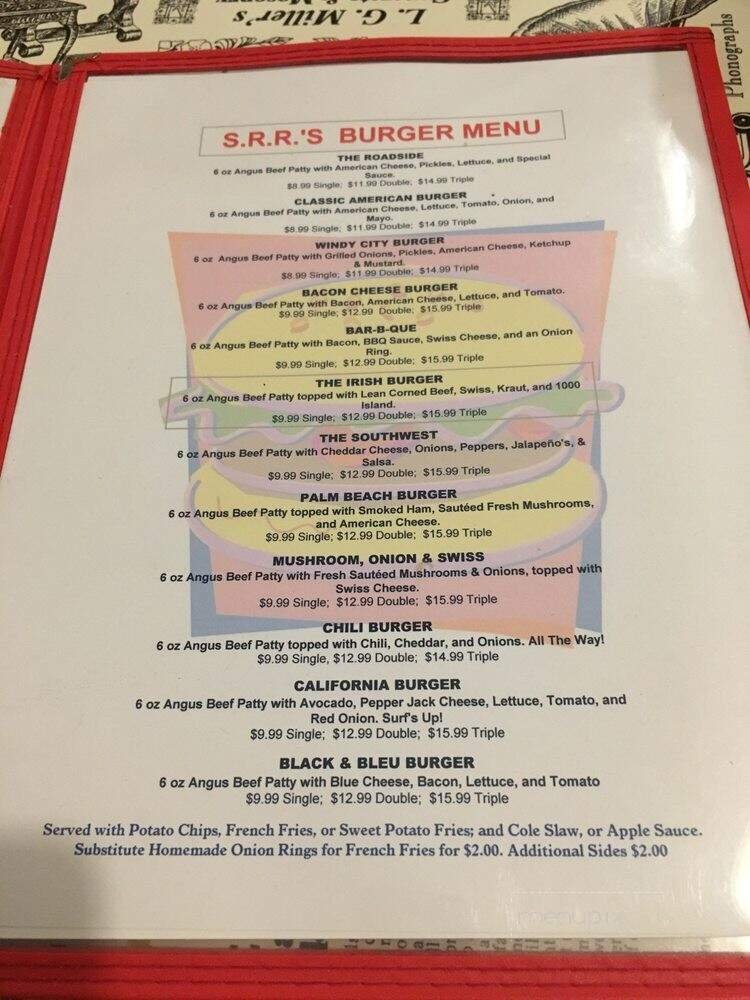 L. G. Miller's
Phonographs
S.R.R.'S BURGER MENU
THE ROADSIDE
6 oz Angus Beef Patty with American Cheese, Pickles, Lettuce, and Special
Sauce.
$8.99 Single; $11.99 Double; $14.99 Triple
CLASSIC AMERICAN BURGER
6 oz Angus Beef Patty with American Cheese, Lettuce, Tomato, Onion, and
Mayo.
$8.99 Single; $11.99 Double; $14.99 Triple
WINDY CITY BURGER
6 oz Angus Beef Patty with Grilled Onions, Pickles, American Cheese, Ketchup
& Mustard.
$8.99 Single; $11.99 Double; $14.99 Triple
BACON CHEESE BURGER
6 oz Angus Beef Patty with Bacon, American Cheese, Lettuce, and Tomato.
$9.99 Single; $12.99 Double; $15.99 Triple
BAR-B-QUE
6 oz Angus Beef Patty with Bacon, BBQ Sauce, Swiss Cheese, and an Onion
Ring.
$9.99 Single; $12.99 Double; $15.99 Triple
THE IRISH BURGER
6 oz Angus Beef Patty topped with Lean Corned Beef, Swiss, Kraut, and 1000
Island.
$9.99 Single; $12.99 Double; $15.99 Triple
THE SOUTHWEST
6 oz Angus Beef Patty with Cheddar Cheese, Onions, Peppers, Jalapeño's, &
Salsa.
$9.99 Single; $12.99 Double; $15.99 Triple
PALM BEACH BURGER
6 oz Angus Beef Patty topped with Smoked Ham, Sautéed Fresh Mushrooms,
and American Cheese.
$9.99 Single; $12.99 Double; $15.99 Triple
MUSHROOM, ONION & SWISS
6 oz Angus Beef Patty with Fresh Sautéed Mushrooms & Onions, topped with
Swiss Cheese.
$9.99 Single; $12.99 Double; $15.99 Triple
CHILI BURGER
6 oz Angus Beef Patty topped with Chili, Cheddar, and Onions. All The Way!
$9.99 Single, $12.99 Double; $14.99 Triple
CALIFORNIA BURGER
6 oz Angus Beef Patty with Avocado, Pepper Jack Cheese, Lettuce, Tomato, and
Red Onion. Surf's Up!
$9.99 Single; $12.99 Double; $15.99 Triple
BLACK & BLEU BURGER
6 oz Angus Beef Patty with Blue Cheese, Bacon, Lettuce, and Tomato
$9.99 Single; $12.99 Double; $15.99 Triple
Served with Potato Chips, French Fries, or Sweet Potato Fries; and Cole Slaw, or Apple Sauce.
Substitute Homemade Onion Rings for French Fries for $2.00. Additional Sides $2.00
menupix